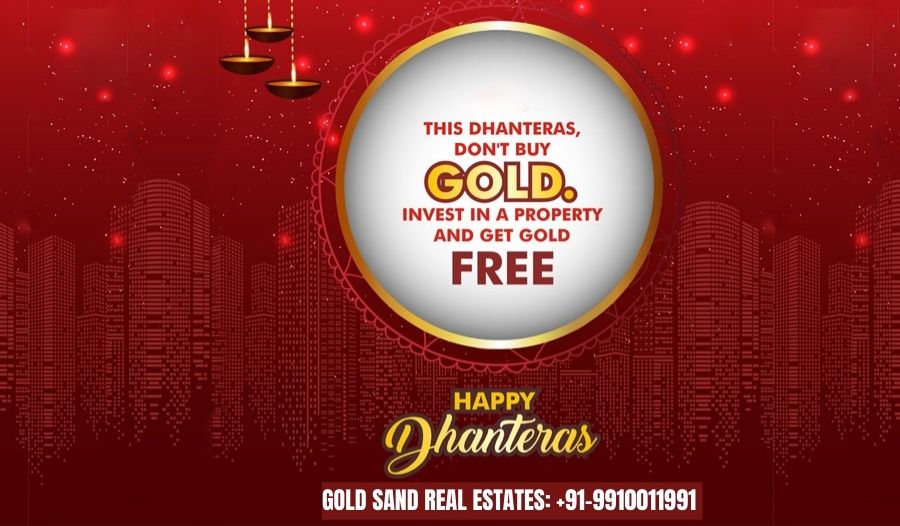 THIS DHANTERAS,
DON'T BUY
GOLD.
INVEST IN A PROPERTY
AND GET GOLD
FREE
HAPPY
Dhanteras
GOLD SAND REAL ESTATES: +91-9910011991